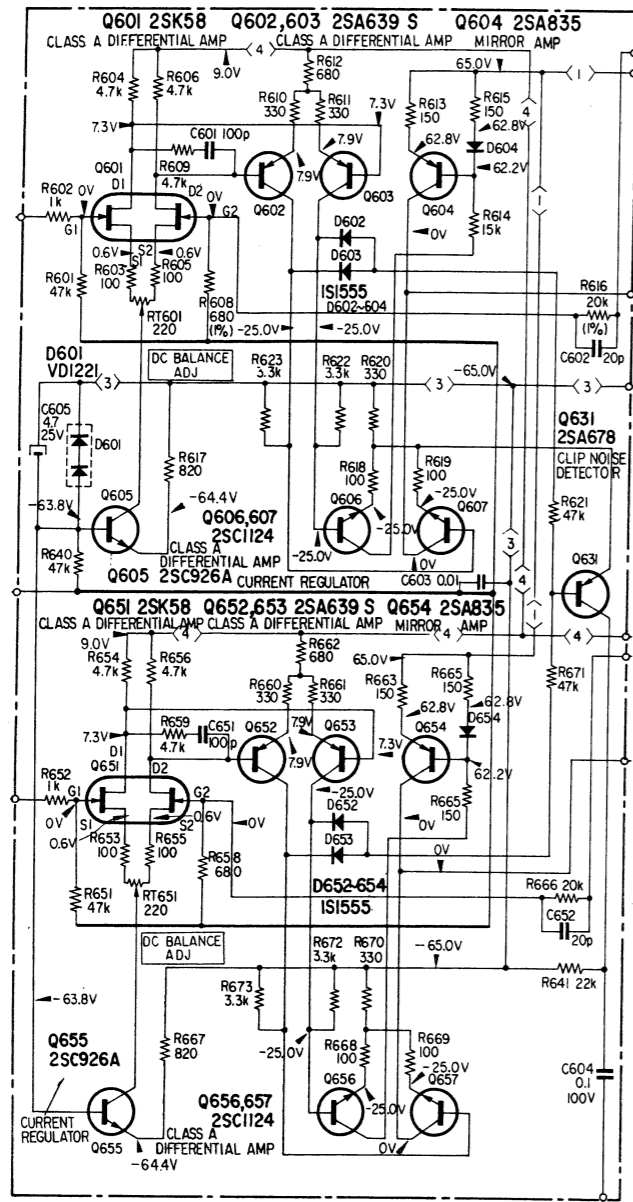 Q601 2SK58
CLASS A DIFFERENTIAL AMP
Q602,603 2SA639 S
CLASS A DIFFERENTIAL AMP
Q604 2SA835
MIRROR AMP
R604
4.7k
R606
4.7k
9.0V
4
R612
680
65.0V
1
R610
330
R611
330
7.3V
R613
150
R615
150
4
7.3V
C601 100p
7.9V
62.8V
62.8V
D604
62.2V
Q601
D1
R609
4.7k
D2
7.9V
Q602
Q603
Q604
1
R602
1k
0V
G1
0V
G2
D602
0V
R614
15k
0.6V
S1
S2
0.6V
D603
R601
47k
R603
100
R605
100
RT601
220
R608
680
(1%)
1S1555
D602~604
-25.0V
-25.0V
R616
20k
(1%)
C602
20p
D601
VD1221
DC BALANCE
ADJ
R623
3.3k
R622
3.3k
R620
330
-65.0V
3
3
3
Q631
2SA678
CLIP NOISE
DETECTOR
C605
4.7
25V
D601
R617
820
R618
100
R619
100
-63.8V
Q605
-64.4V
Q606
-25.0V
-25.0V
Q607
R621
47k
Q606,607
2SC1124
-25.0V
3
R640
47k
CLASS A
DIFFERENTIAL AMP
0V
Q631
Q605 2SC926A
CURRENT REGULATOR
C603 0.01
4
Q651 2SK58
CLASS A DIFFERENTIAL AMP
Q652,653 2SA639 S
CLASS A DIFFERENTIAL AMP
Q654 2SA835
MIRROR AMP
1
9.0V
4
4
4
R654
4.7k
R656
4.7k
R662
680
65.0V
R660
330
R661
330
R663
150
R665
150
R671
47k
62.8V
62.8V
D654
7.3V
R659
4.7k
C651
100p
Q652
7.9V
Q653
7.3V
Q654
D1
Q651
D2
7.9V
62.2V
R652
1k
G1
G2
-25.0V
R665
150
0V
S1
S2
0.6V
0.6V
0V
D652
0V
R653
100
R655
100
D653
0V
R658
680
D652~654
1S1555
R651
47k
RT651
220
R666 20k
C652
20p
DC BALANCE
ADJ
R672
3.3k
R670
330
-65.0V
R673
3.3k
R641 22k
-63.8V
Q655
2SC926A
R667
820
-25.0V
R668
100
R669
100
-25.0V
C604
0.1
100V
Q656
Q657
Q656,657
2SC1124
-25.0V
CURRENT
REGULATOR
Q655
CLASS A
DIFFERENTIAL AMP
-64.4V
0V